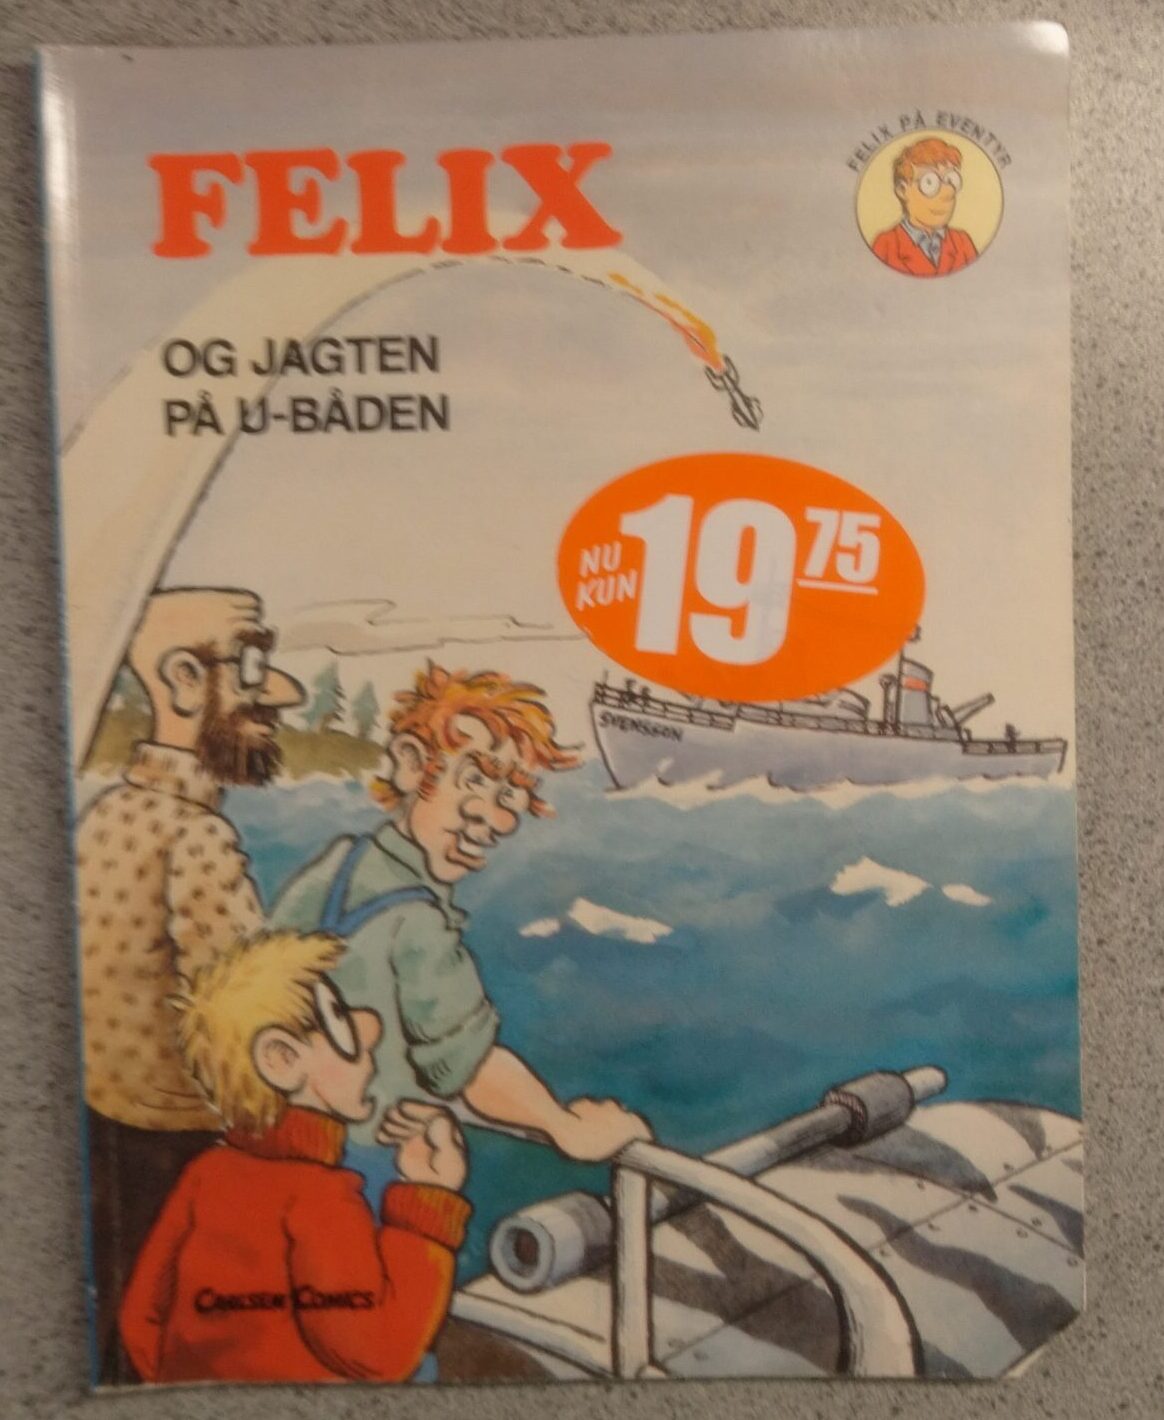 FELIX PÅ EVENTYR
FELIX
OG JAGTEN
PÅ U-BÅDEN
NU
KUN
19 75
SVENSSON
CARLSEN COMICS